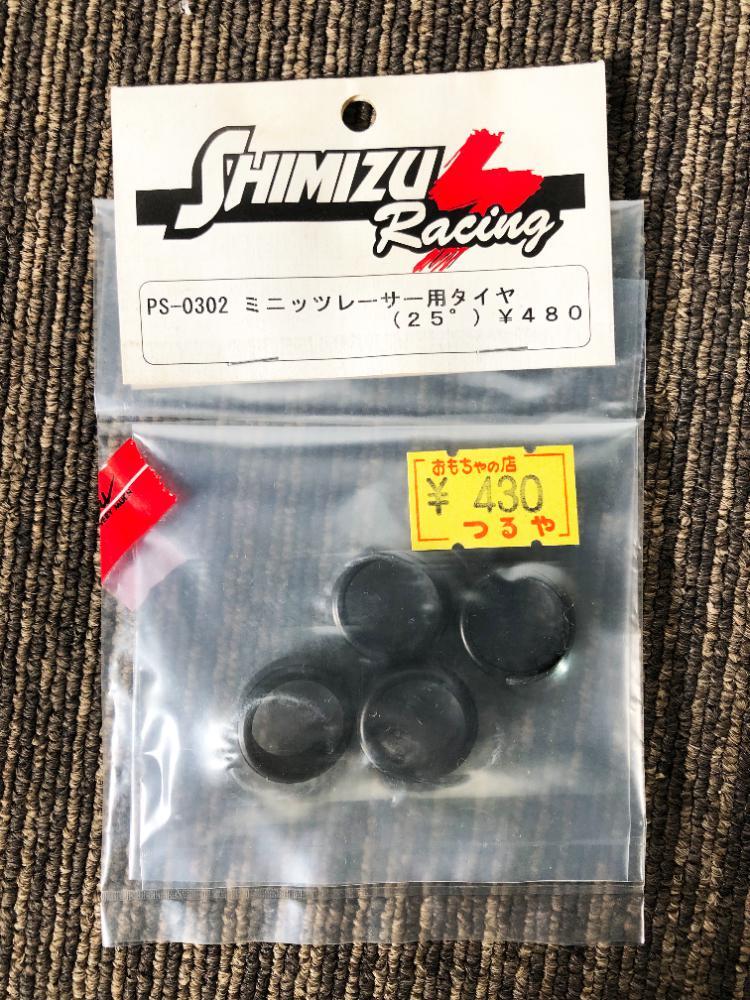 SHIMIZU
Racing
PS-0302 ミニッツレーサー用タイヤ
(25°)¥480
おもちゃの店
¥ 430
つるや